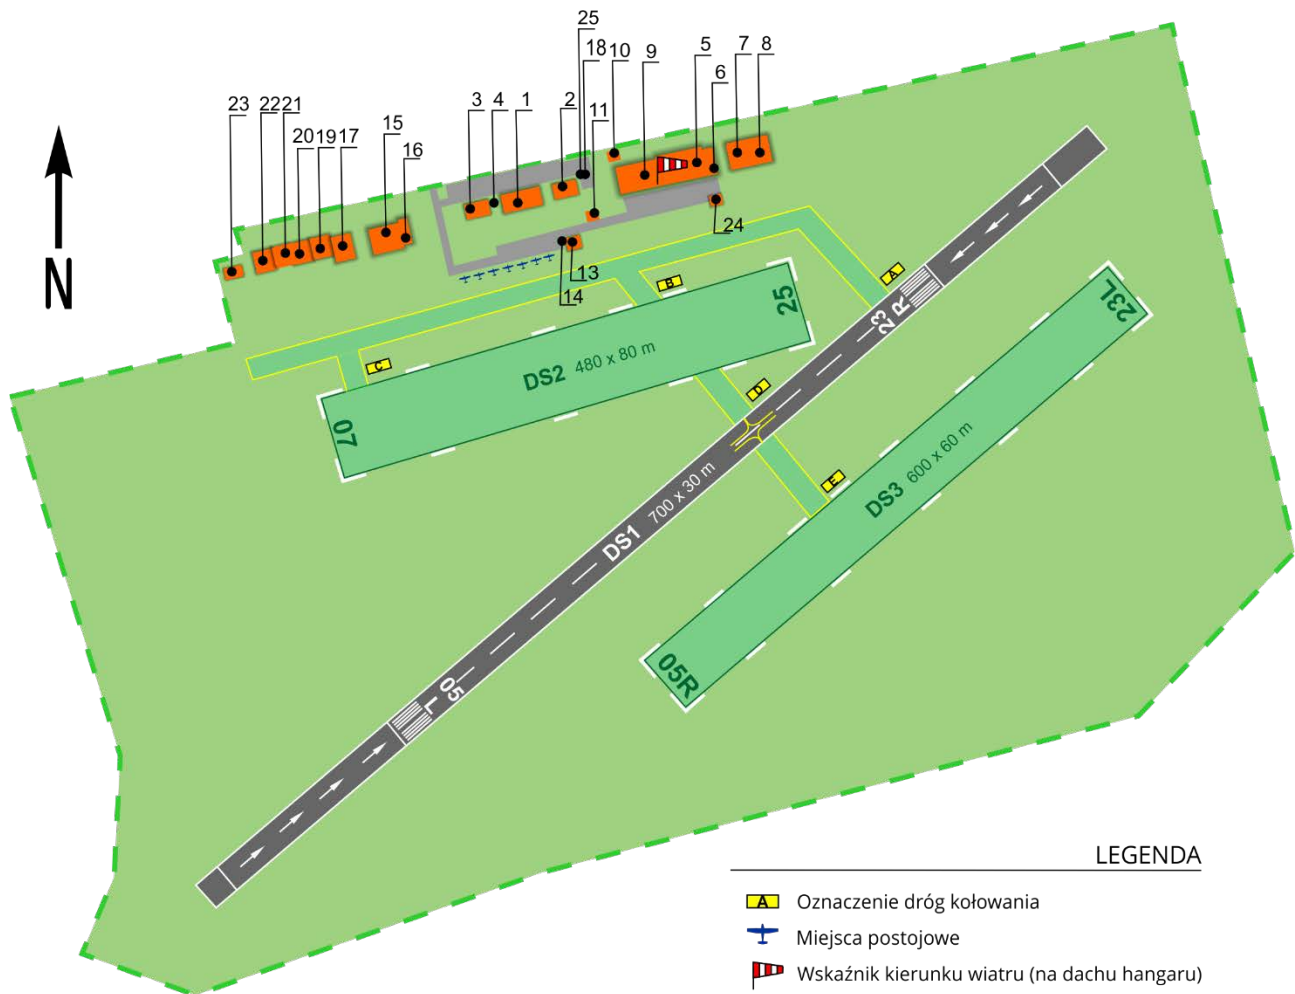 25
18
10
9
5
7
8
6
3
4
1
2
11
15
16
23
22
21
20
19
17
24
13
14
N
A
B
C
D
E
25
DS2 480 x 80 m
07
23
R
23L
DS1 700 x 30 m
DS3 600 x 60 m
05R
05
L
LEGENDA
A Oznaczenie dróg kołowania
Miejsca postojowe
Wskaźnik kierunku wiatru (na dachu hangaru)